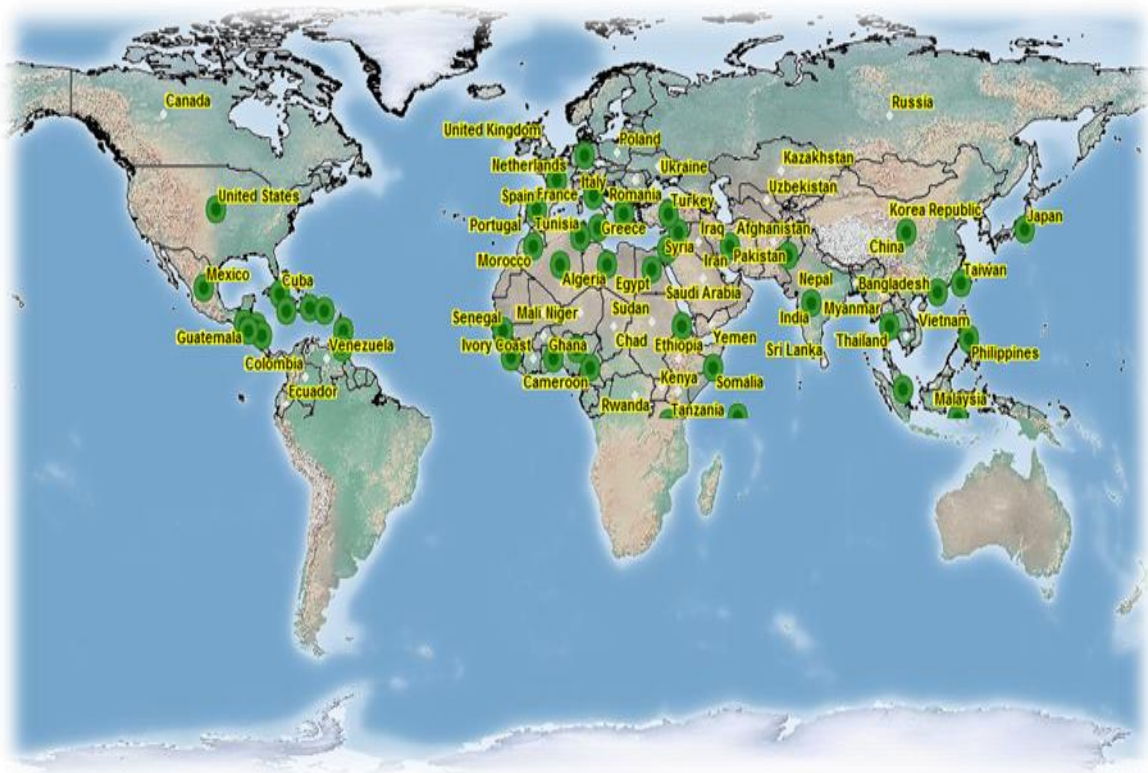 Canada
Russia
United Kingdom
Poland
Netherlands
Ukraine
Kazakhstan
Italy
Uzbekistan
United States
Spain
France
Romania
Turkey
Korea Republic
Japan
Portugal
Tunisia
Greece
Iraq
Afghanistan
China
Syria
Morocco
Iran
Pakistan
Taiwan
Mexico
Cuba
Algeria
Egypt
Nepal
Bangladesh
Saudi Arabia
Senegal
Mali
Niger
Sudan
India
Myanmar
Vietnam
Guatemala
Venezuela
Ivory Coast
Ghana
Chad
Ethiopia
Yemen
Sri Lanka
Thailand
Philippines
Colombia
Ecuador
Cameroon
Kenya
Somalia
Rwanda
Tanzania
Malaysia